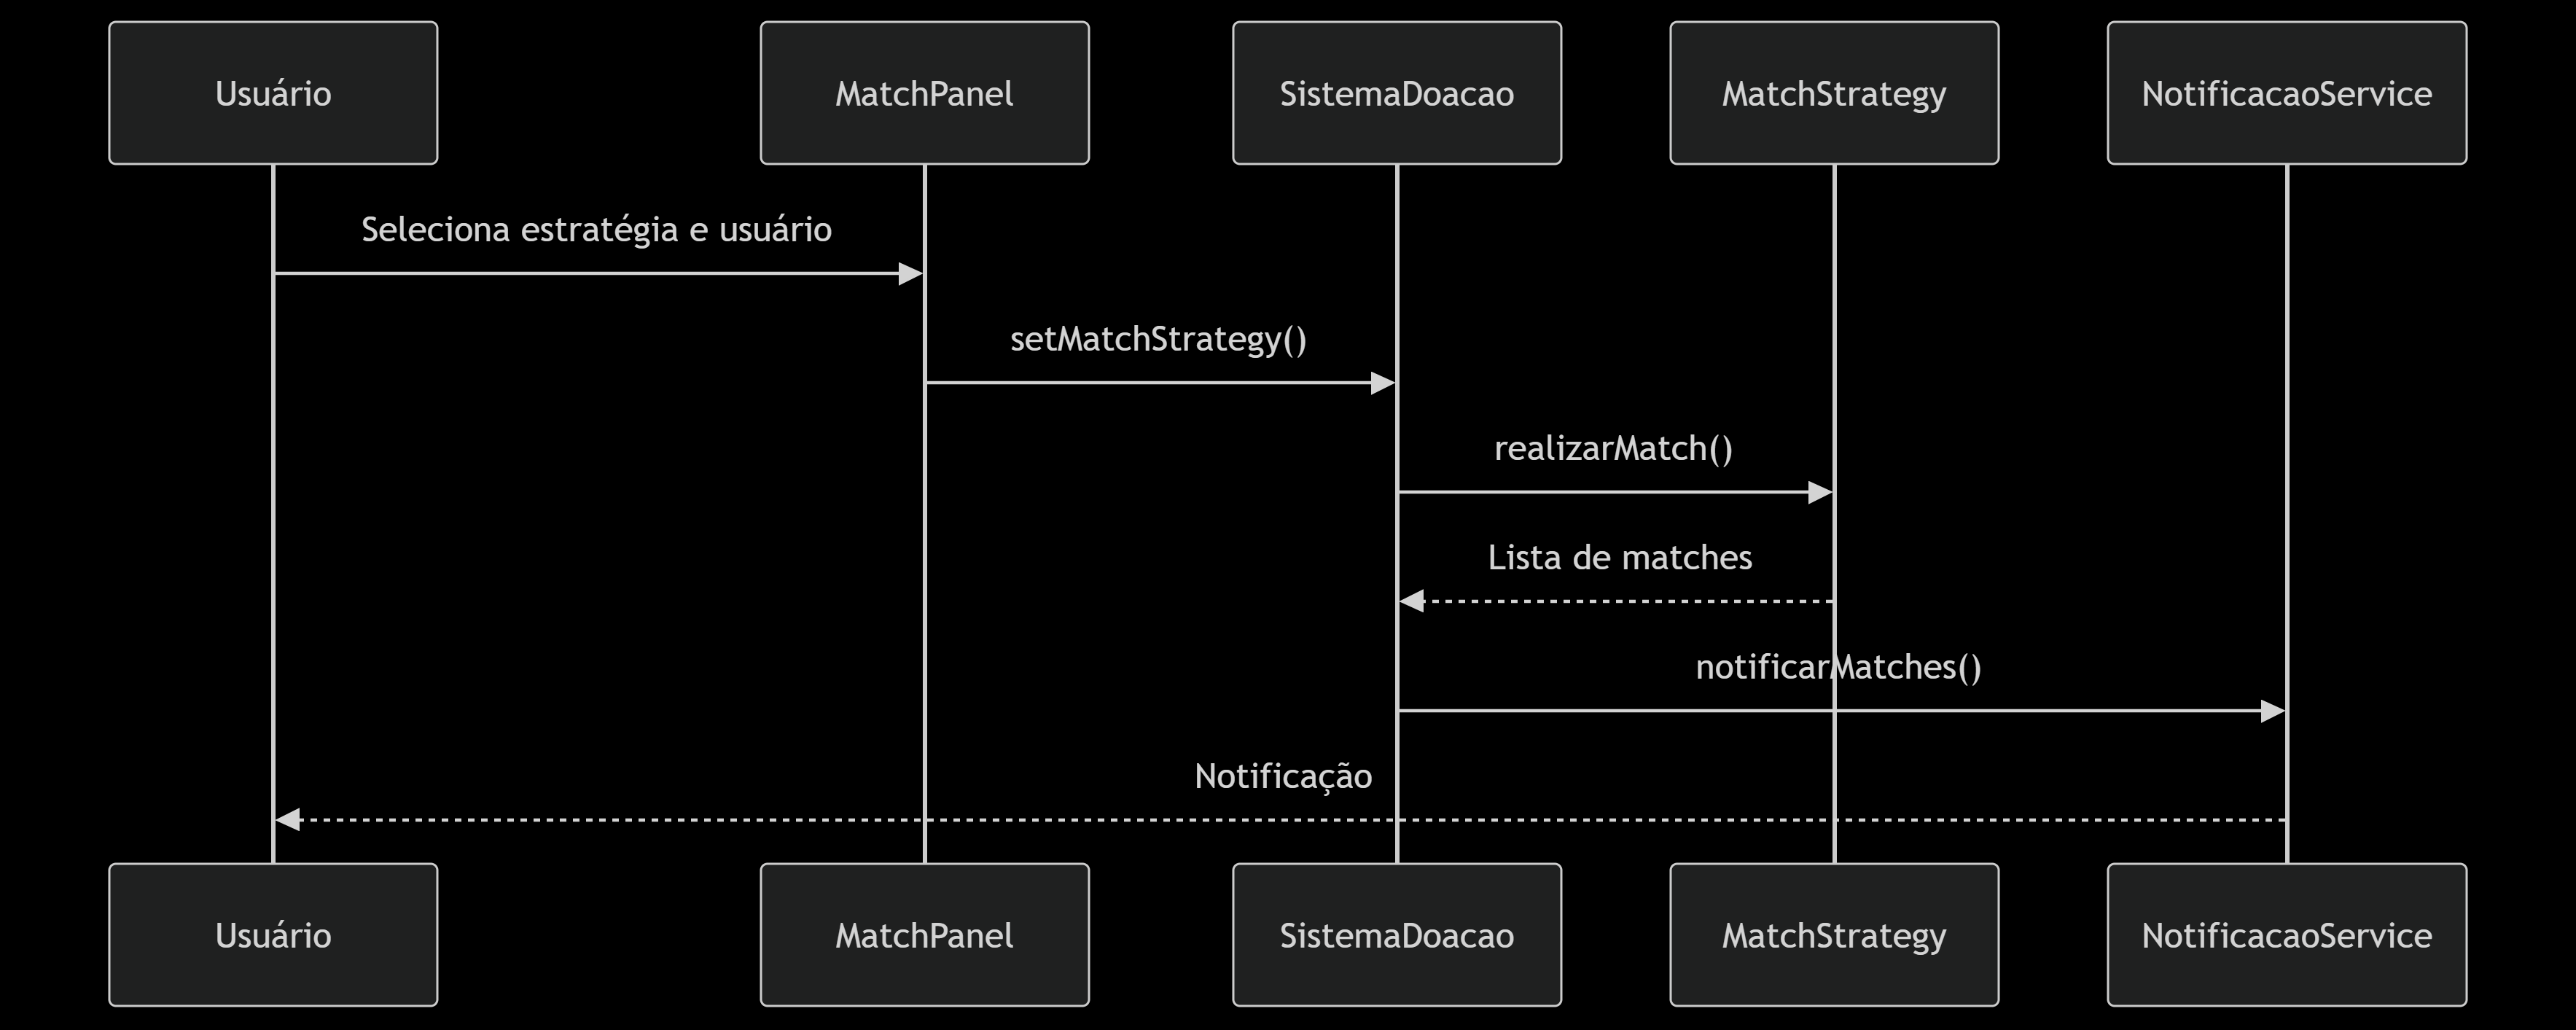 Usuário
MatchPanel
SistemaDoacao
MatchStrategy
NotificacaoService
Seleciona estratégia e usuário
setMatchStrategy()
realizarMatch()
Lista de matches
notificarMatches()
Notificação
Usuário
MatchPanel
SistemaDoacao
MatchStrategy
NotificacaoService